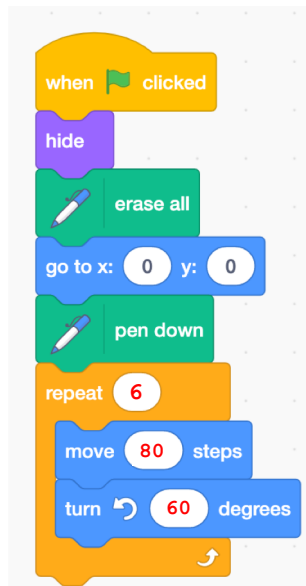 when clicked
hide
erase all
go to x: 0 y: 0
pen down
repeat 6
move 80 steps
turn 60 degrees